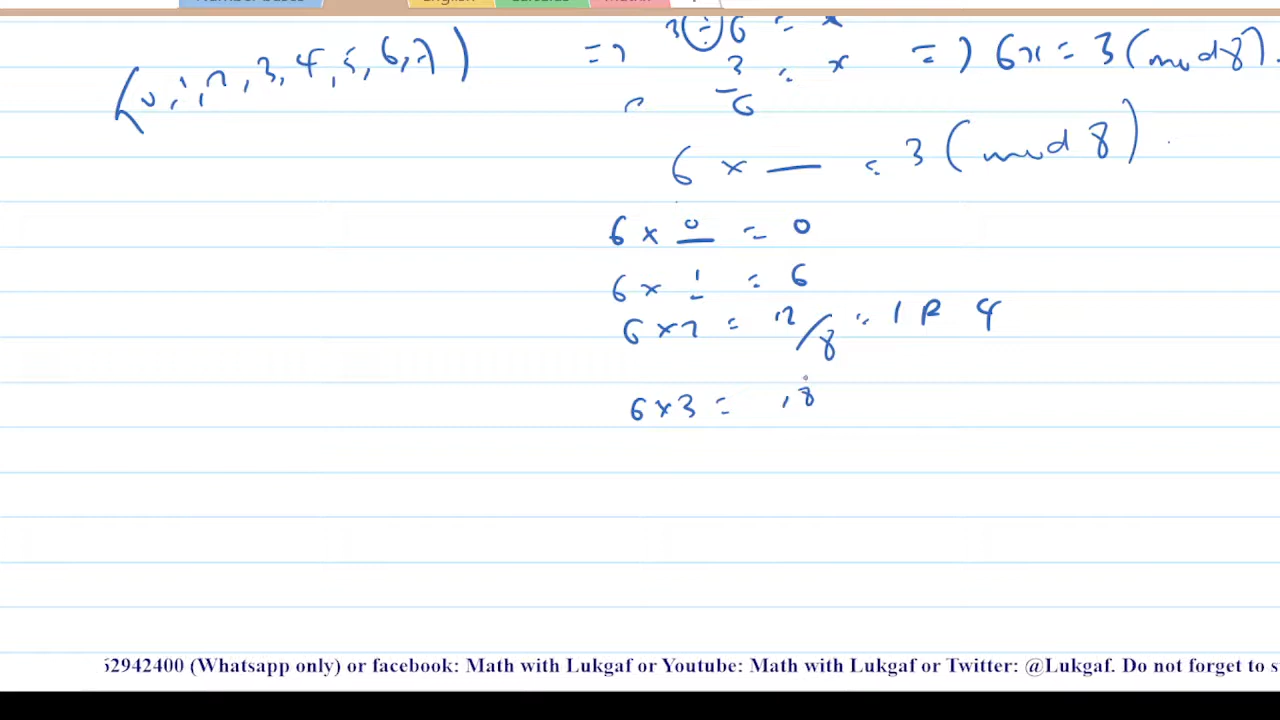 (0, 1, 2, 3, 4, 5, 6, 7)
=> 3 ÷ 6 = x
3/6 = x => 6x = 3 (mod 8).
6 x __ = 3 (mod 8).
6 x 0 = 0
6 x 1 = 6
6 x 2 = 12/8 = 1 R 4
6 x 3 = 18
52942400 (Whatsapp only) or facebook: Math with Lukgaf or Youtube: Math with Lukgaf or Twitter: @Lukgaf. Do not forget to s